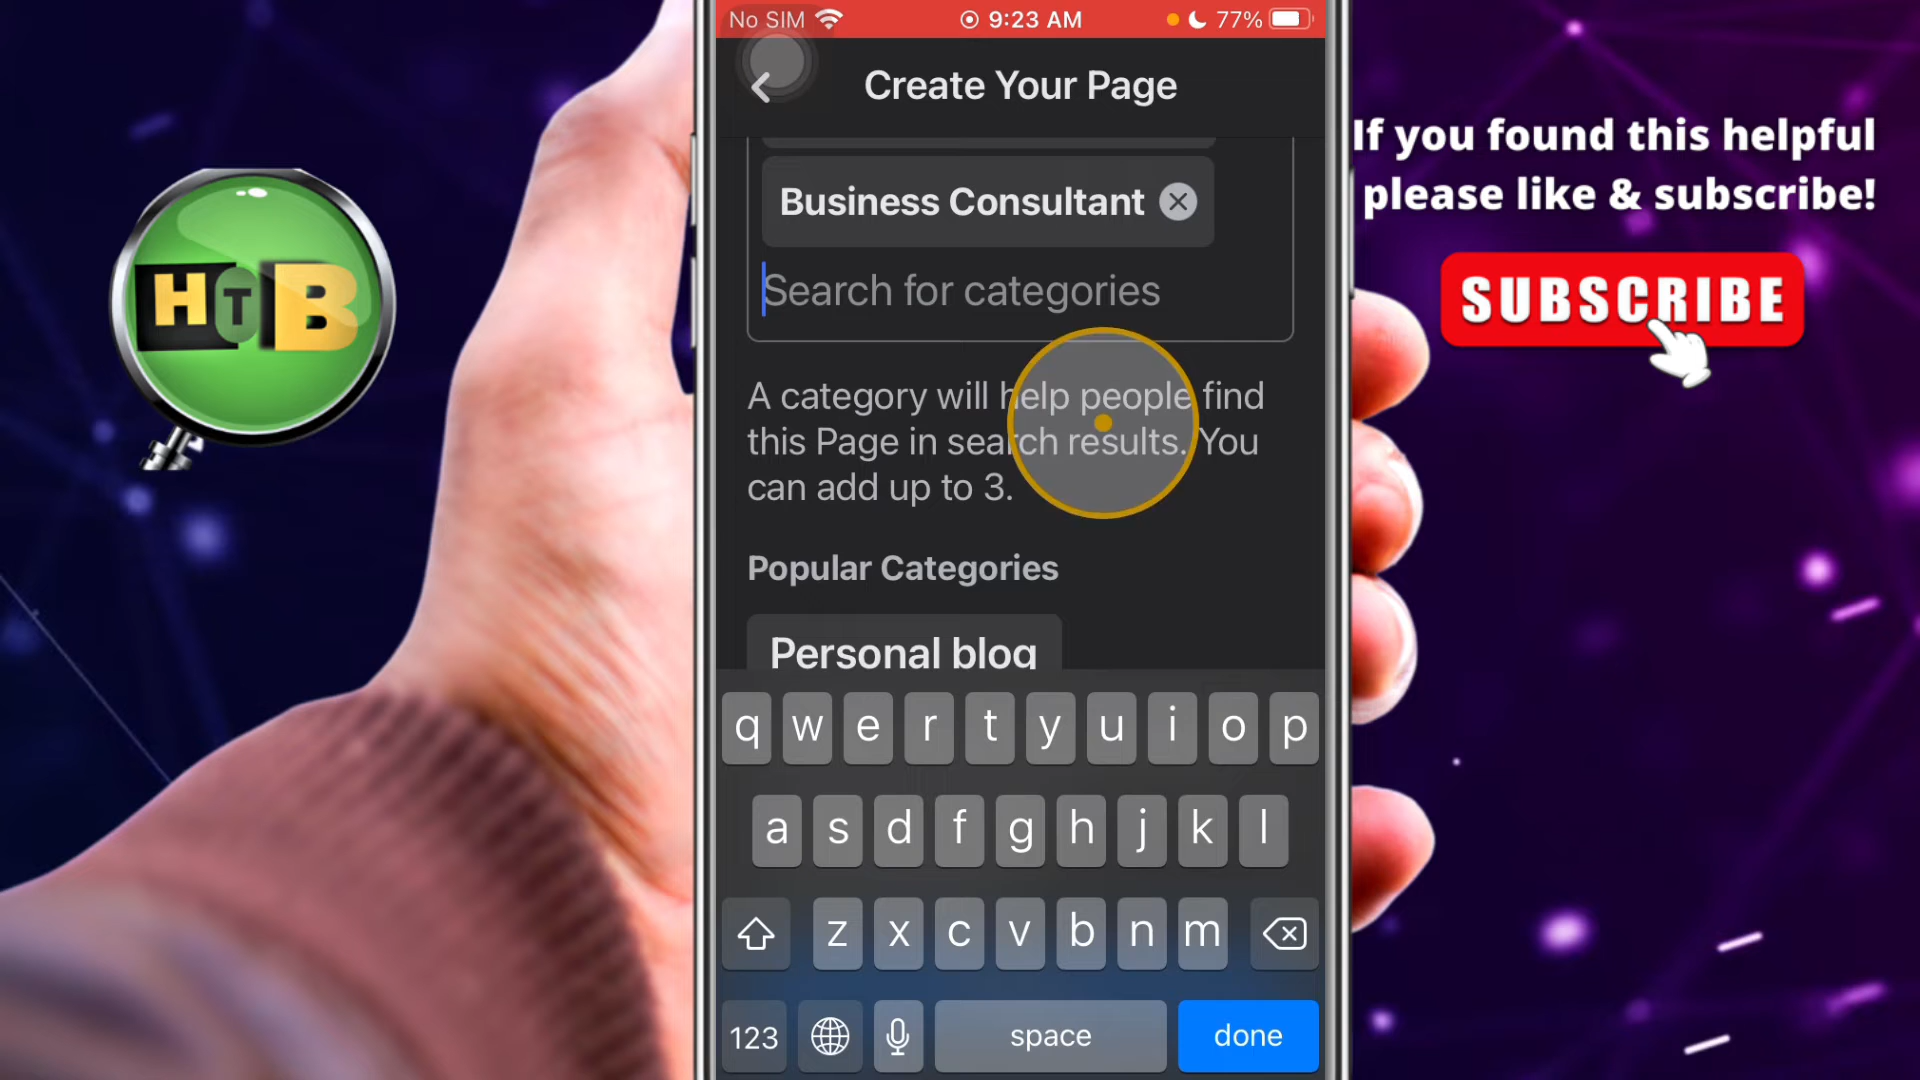 No SIM 9:23 AM 77%
Create Your Page
Business Consultant
Search for categories
A category will help people find
this Page in search results. You
can add up to 3.
Popular Categories
Personal blog
q w e r t y u i o p
a s d f g h j k l
z x c v b n m
123 space done
HTB
If you found this helpful
please like & subscribe!
SUBSCRIBE